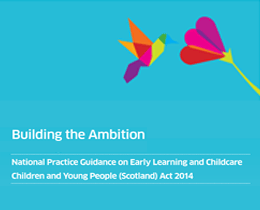 Building the Ambition
National Practice Guidance on Early Learning and Childcare
Children and Young People (Scotland) Act 2014